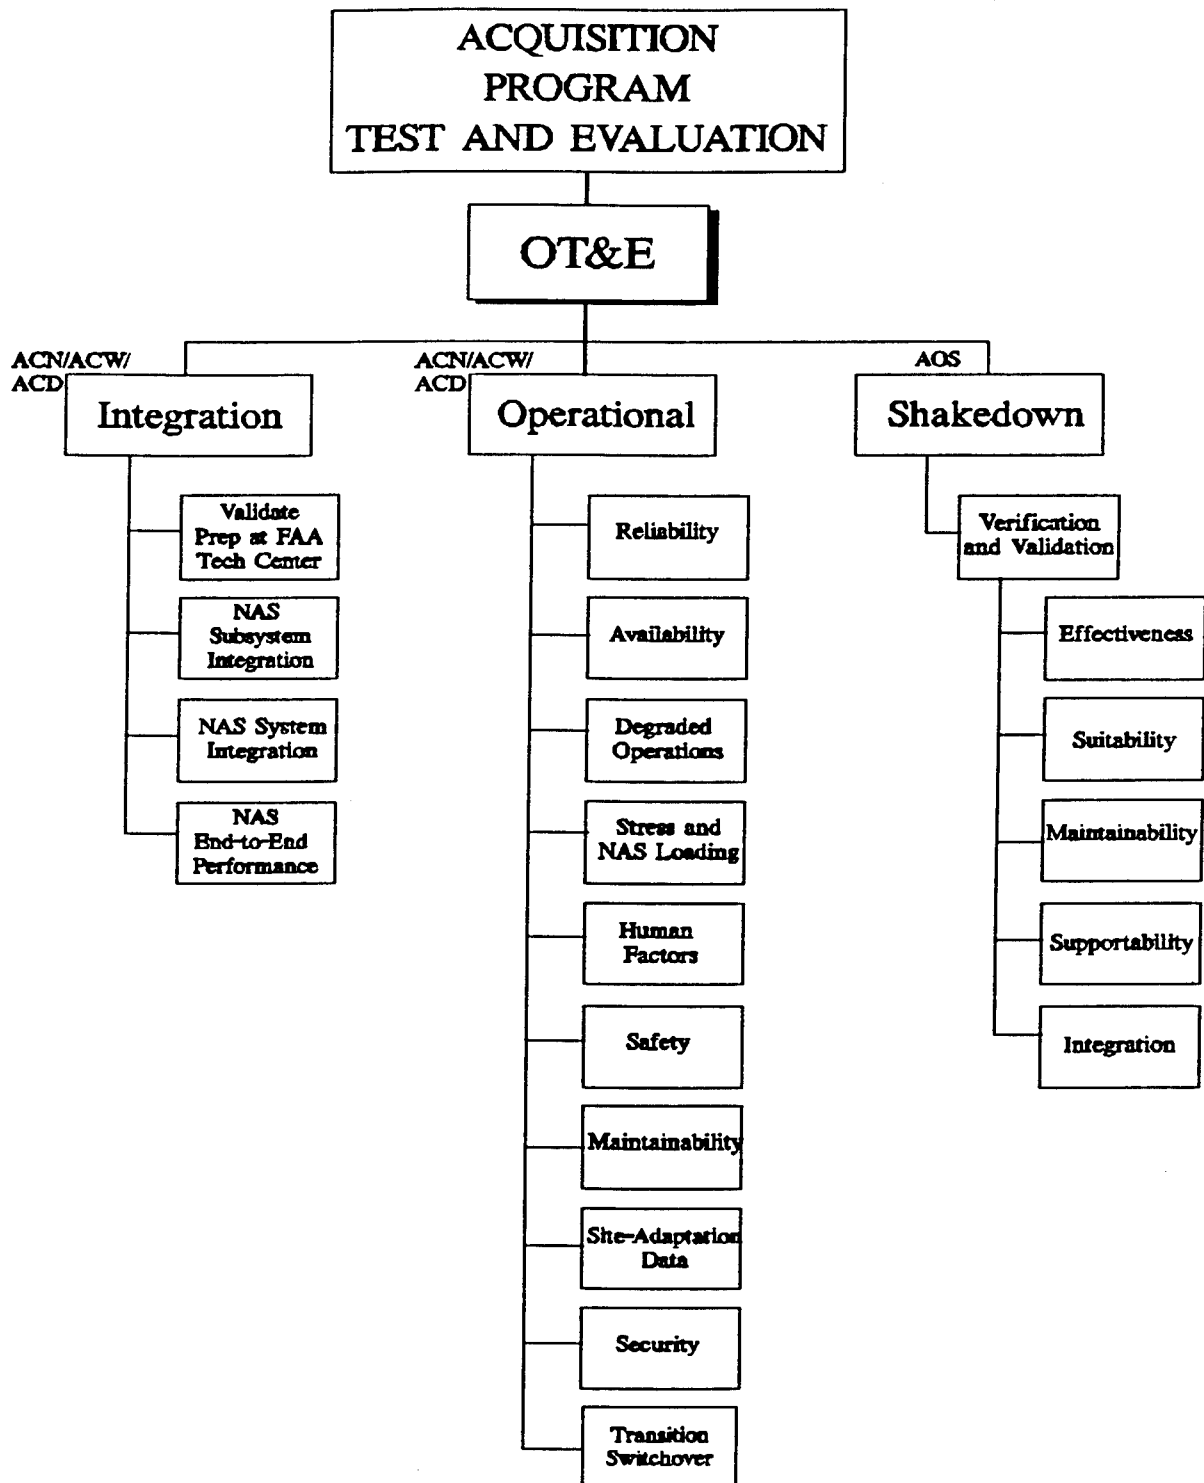 ACQUISITION
PROGRAM
TEST AND EVALUATION
OT&E
ACN/ACW/
ACD
Integration
Validate
Prep at FAA
Tech Center
NAS
Subsystem
Integration
NAS System
Integration
NAS
End-to-End
Performance
ACN/ACW/
ACD
Operational
Reliability
Availability
Degraded
Operations
Stress and
NAS Loading
Human
Factors
Safety
Maintainability
Site-Adaptation
Data
Security
Transition
Switchover
AOS
Shakedown
Verification
and Validation
Effectiveness
Suitability
Maintainability
Supportability
Integration